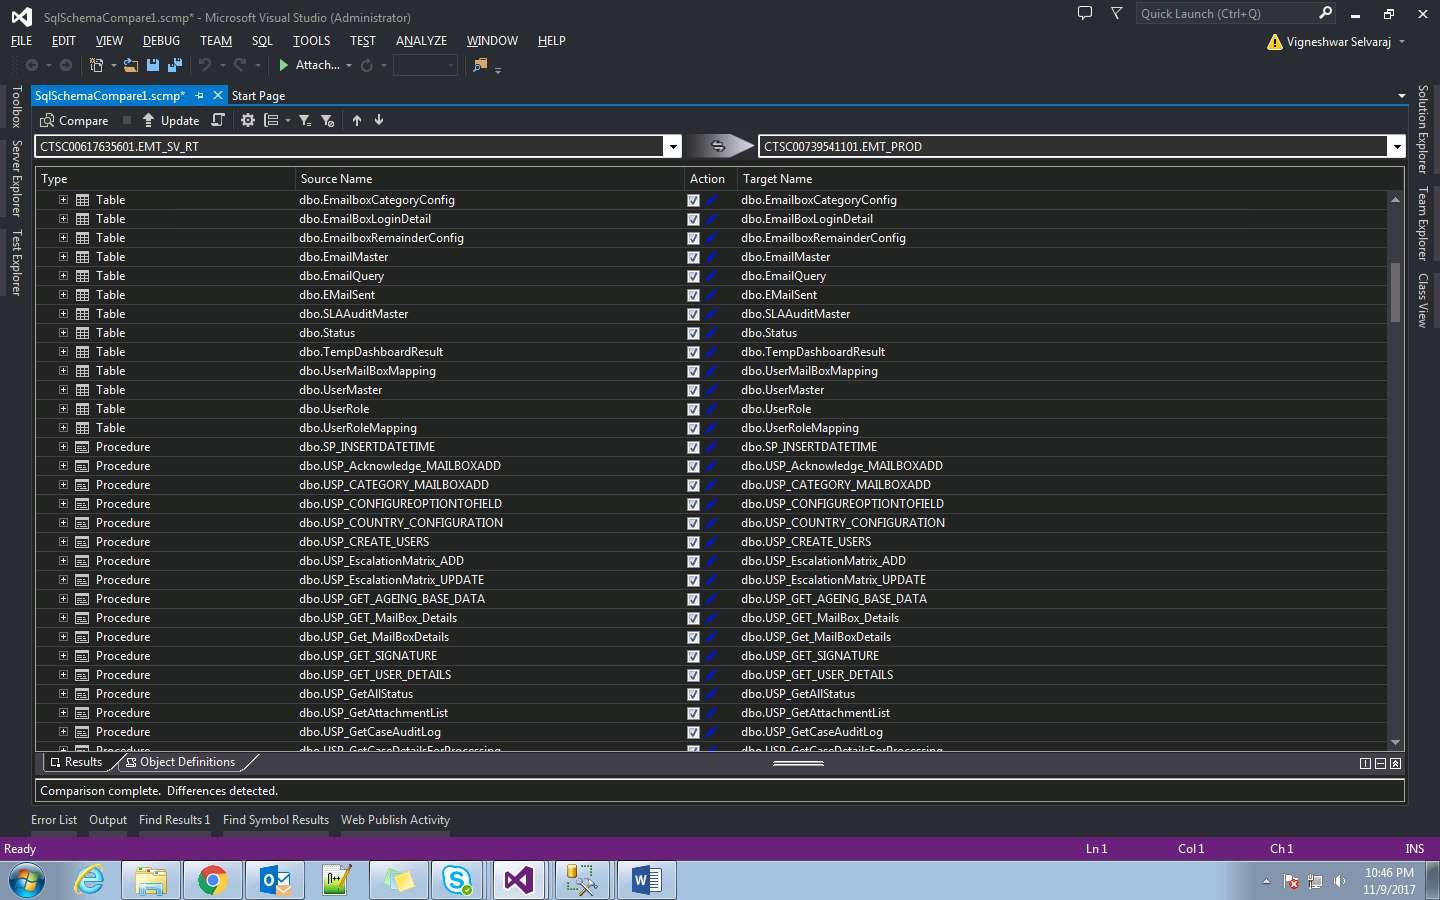 SqlSchemaCompare1.scmp* - Microsoft Visual Studio (Administrator)
Quick Launch (Ctrl+Q)
FILE EDIT VIEW DEBUG TEAM SQL TOOLS TEST ANALYZE WINDOW HELP
Vigneshwar Selvaraj
Attach...
SqlSchemaCompare1.scmp* Start Page
Compare Update
CTSC00617635601.EMT_SV_RT CTSC00739541101.EMT_PROD
Type Source Name Action Target Name
Table dbo.EmailboxCategoryConfig dbo.EmailboxCategoryConfig
Table dbo.EmailBoxLoginDetail dbo.EmailBoxLoginDetail
Table dbo.EmailboxRemainderConfig dbo.EmailboxRemainderConfig
Table dbo.EmailMaster dbo.EmailMaster
Table dbo.EmailQuery dbo.EmailQuery
Table dbo.EMailSent dbo.EMailSent
Table dbo.SLAAuditMaster dbo.SLAAuditMaster
Table dbo.Status dbo.Status
Table dbo.TempDashboardResult dbo.TempDashboardResult
Table dbo.UserMailBoxMapping dbo.UserMailBoxMapping
Table dbo.UserMaster dbo.UserMaster
Table dbo.UserRole dbo.UserRole
Table dbo.UserRoleMapping dbo.UserRoleMapping
Procedure dbo.SP_INSERTDATETIME dbo.SP_INSERTDATETIME
Procedure dbo.USP_Acknowledge_MAILBOXADD dbo.USP_Acknowledge_MAILBOXADD
Procedure dbo.USP_CATEGORY_MAILBOXADD dbo.USP_CATEGORY_MAILBOXADD
Procedure dbo.USP_CONFIGUREOPTIONTOFIELD dbo.USP_CONFIGUREOPTIONTOFIELD
Procedure dbo.USP_COUNTRY_CONFIGURATION dbo.USP_COUNTRY_CONFIGURATION
Procedure dbo.USP_CREATE_USERS dbo.USP_CREATE_USERS
Procedure dbo.USP_EscalationMatrix_ADD dbo.USP_EscalationMatrix_ADD
Procedure dbo.USP_EscalationMatrix_UPDATE dbo.USP_EscalationMatrix_UPDATE
Procedure dbo.USP_GET_AGEING_BASE_DATA dbo.USP_GET_AGEING_BASE_DATA
Procedure dbo.USP_GET_MailBox_Details dbo.USP_GET_MailBox_Details
Procedure dbo.USP_Get_MailBoxDetails dbo.USP_Get_MailBoxDetails
Procedure dbo.USP_GET_SIGNATURE dbo.USP_GET_SIGNATURE
Procedure dbo.USP_GET_USER_DETAILS dbo.USP_GET_USER_DETAILS
Procedure dbo.USP_GetAllStatus dbo.USP_GetAllStatus
Procedure dbo.USP_GetAttachmentList dbo.USP_GetAttachmentList
Procedure dbo.USP_GetCaseAuditLog dbo.USP_GetCaseAuditLog
Procedure dbo.USP_GetCaseDetailsForProcessing dbo.USP_GetCaseDetailsForProcessing
Results Object Definitions
Comparison complete. Differences detected.
Error List Output Find Results 1 Find Symbol Results Web Publish Activity
Ready Ln 1 Col 1 Ch 1 INS
10:46 PM
11/9/2017
Toolbox
Server Explorer
Test Explorer
Solution Explorer
Team Explorer
Class View